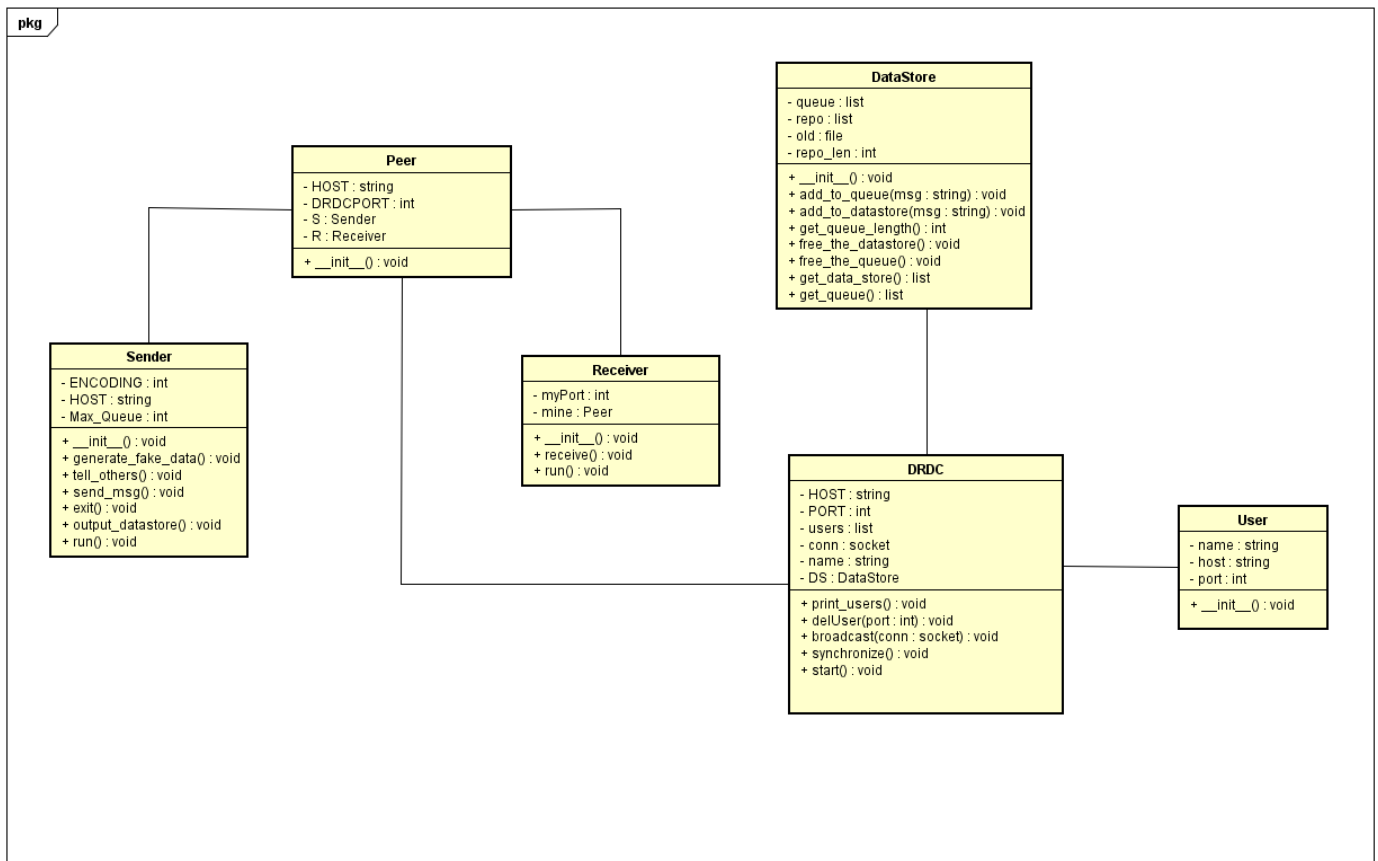 pkg
DataStore
- queue : list
- repo : list
- old : file
- repo_len : int
+ __init__() : void
+ add_to_queue(msg : string) : void
+ add_to_datastore(msg : string) : void
+ get_queue_length() : int
+ free_the_datastore() : void
+ free_the_queue() : void
+ get_data_store() : list
+ get_queue() : list
Peer
- HOST : string
- DRDCPORT : int
- S : Sender
- R : Receiver
+ __init__() : void
Sender
- ENCODING : int
- HOST : string
- Max_Queue : int
+ __init__() : void
+ generate_fake_data() : void
+ tell_others() : void
+ send_msg() : void
+ exit() : void
+ output_datastore() : void
+ run() : void
Receiver
- myPort : int
- mine : Peer
+ __init__() : void
+ receive() : void
+ run() : void
DRDC
- HOST : string
- PORT : int
- users : list
- conn : socket
- name : string
- DS : DataStore
+ print_users() : void
+ delUser(port : int) : void
+ broadcast(conn : socket) : void
+ synchronize() : void
+ start() : void
User
- name : string
- host : string
- port : int
+ __init__() : void